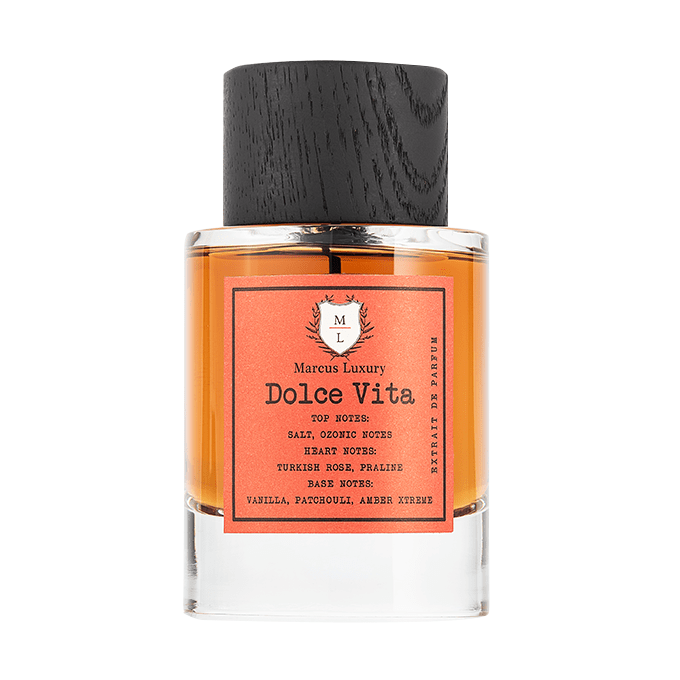 M
L
Marcus Luxury
Dolce Vita
TOP NOTES:
SALT, OZONIC NOTES
HEART NOTES:
TURKISH ROSE, PRALINE
BASE NOTES:
VANILLA, PATCHOULI, AMBER XTREME
EXTRAIT DE PARFUM